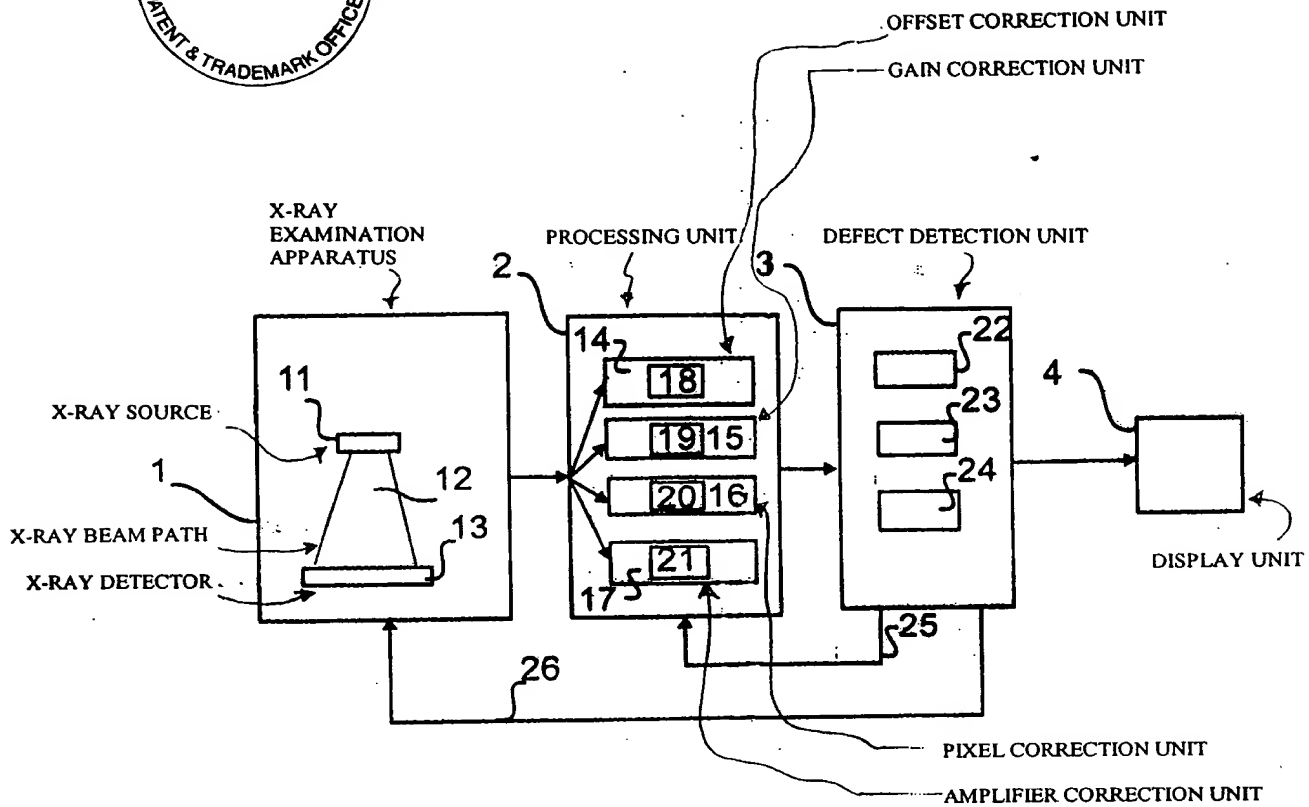 PATENT & TRADEMARK OFFICE
OFFSET CORRECTION UNIT
GAIN CORRECTION UNIT
X-RAY
EXAMINATION
APPARATUS
PROCESSING UNIT
DEFECT DETECTION UNIT
2
3
14
18
22
11
4
X-RAY SOURCE
19 15
23
1
12
20 16
24
X-RAY BEAM PATH
13
21
X-RAY DETECTOR
17
DISPLAY UNIT
25
26
PIXEL CORRECTION UNIT
AMPLIFIER CORRECTION UNIT